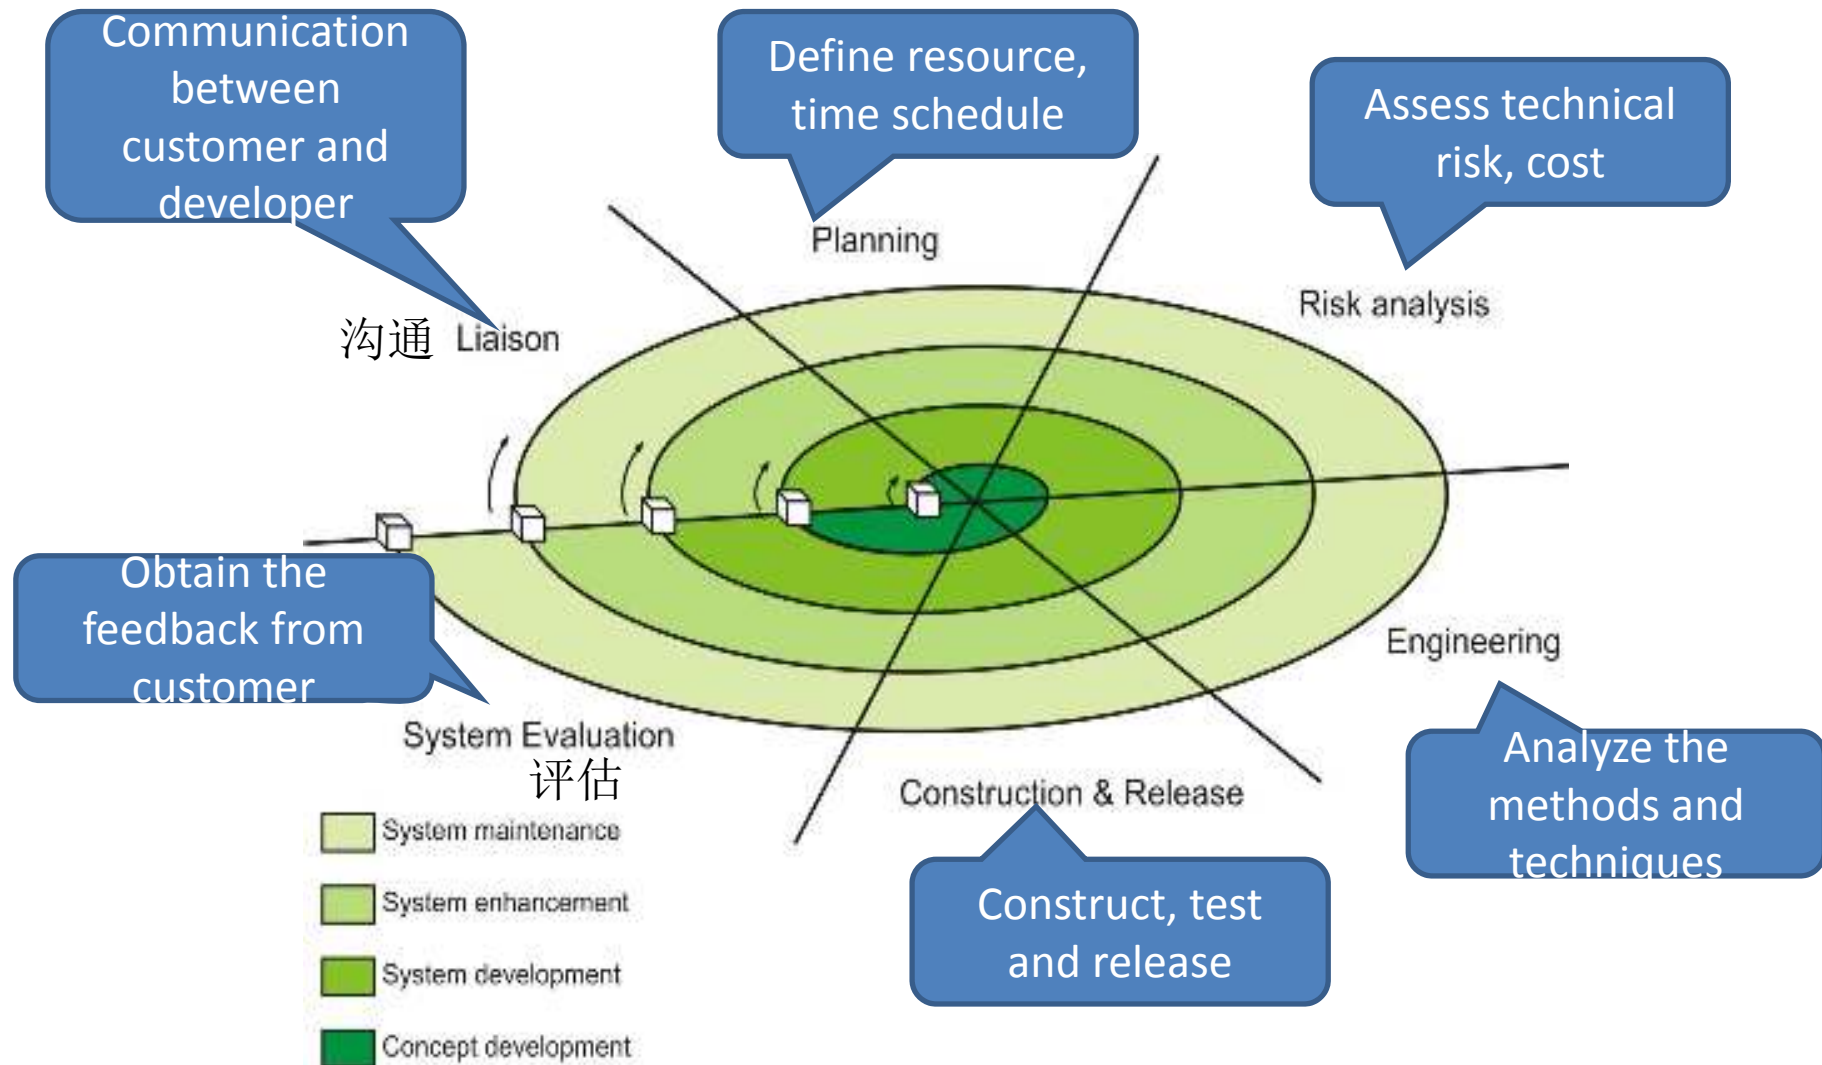 Communication
between
customer and
developer
Define resource,
time schedule
Assess technical
risk, cost
Planning
Risk analysis
沟通 Liaison
Obtain the
feedback from
customer
Engineering
System Evaluation
评估
Construction & Release
Analyze the
methods and
techniques
Construct, test
and release
System maintenance
System enhancement
System development
Concept development